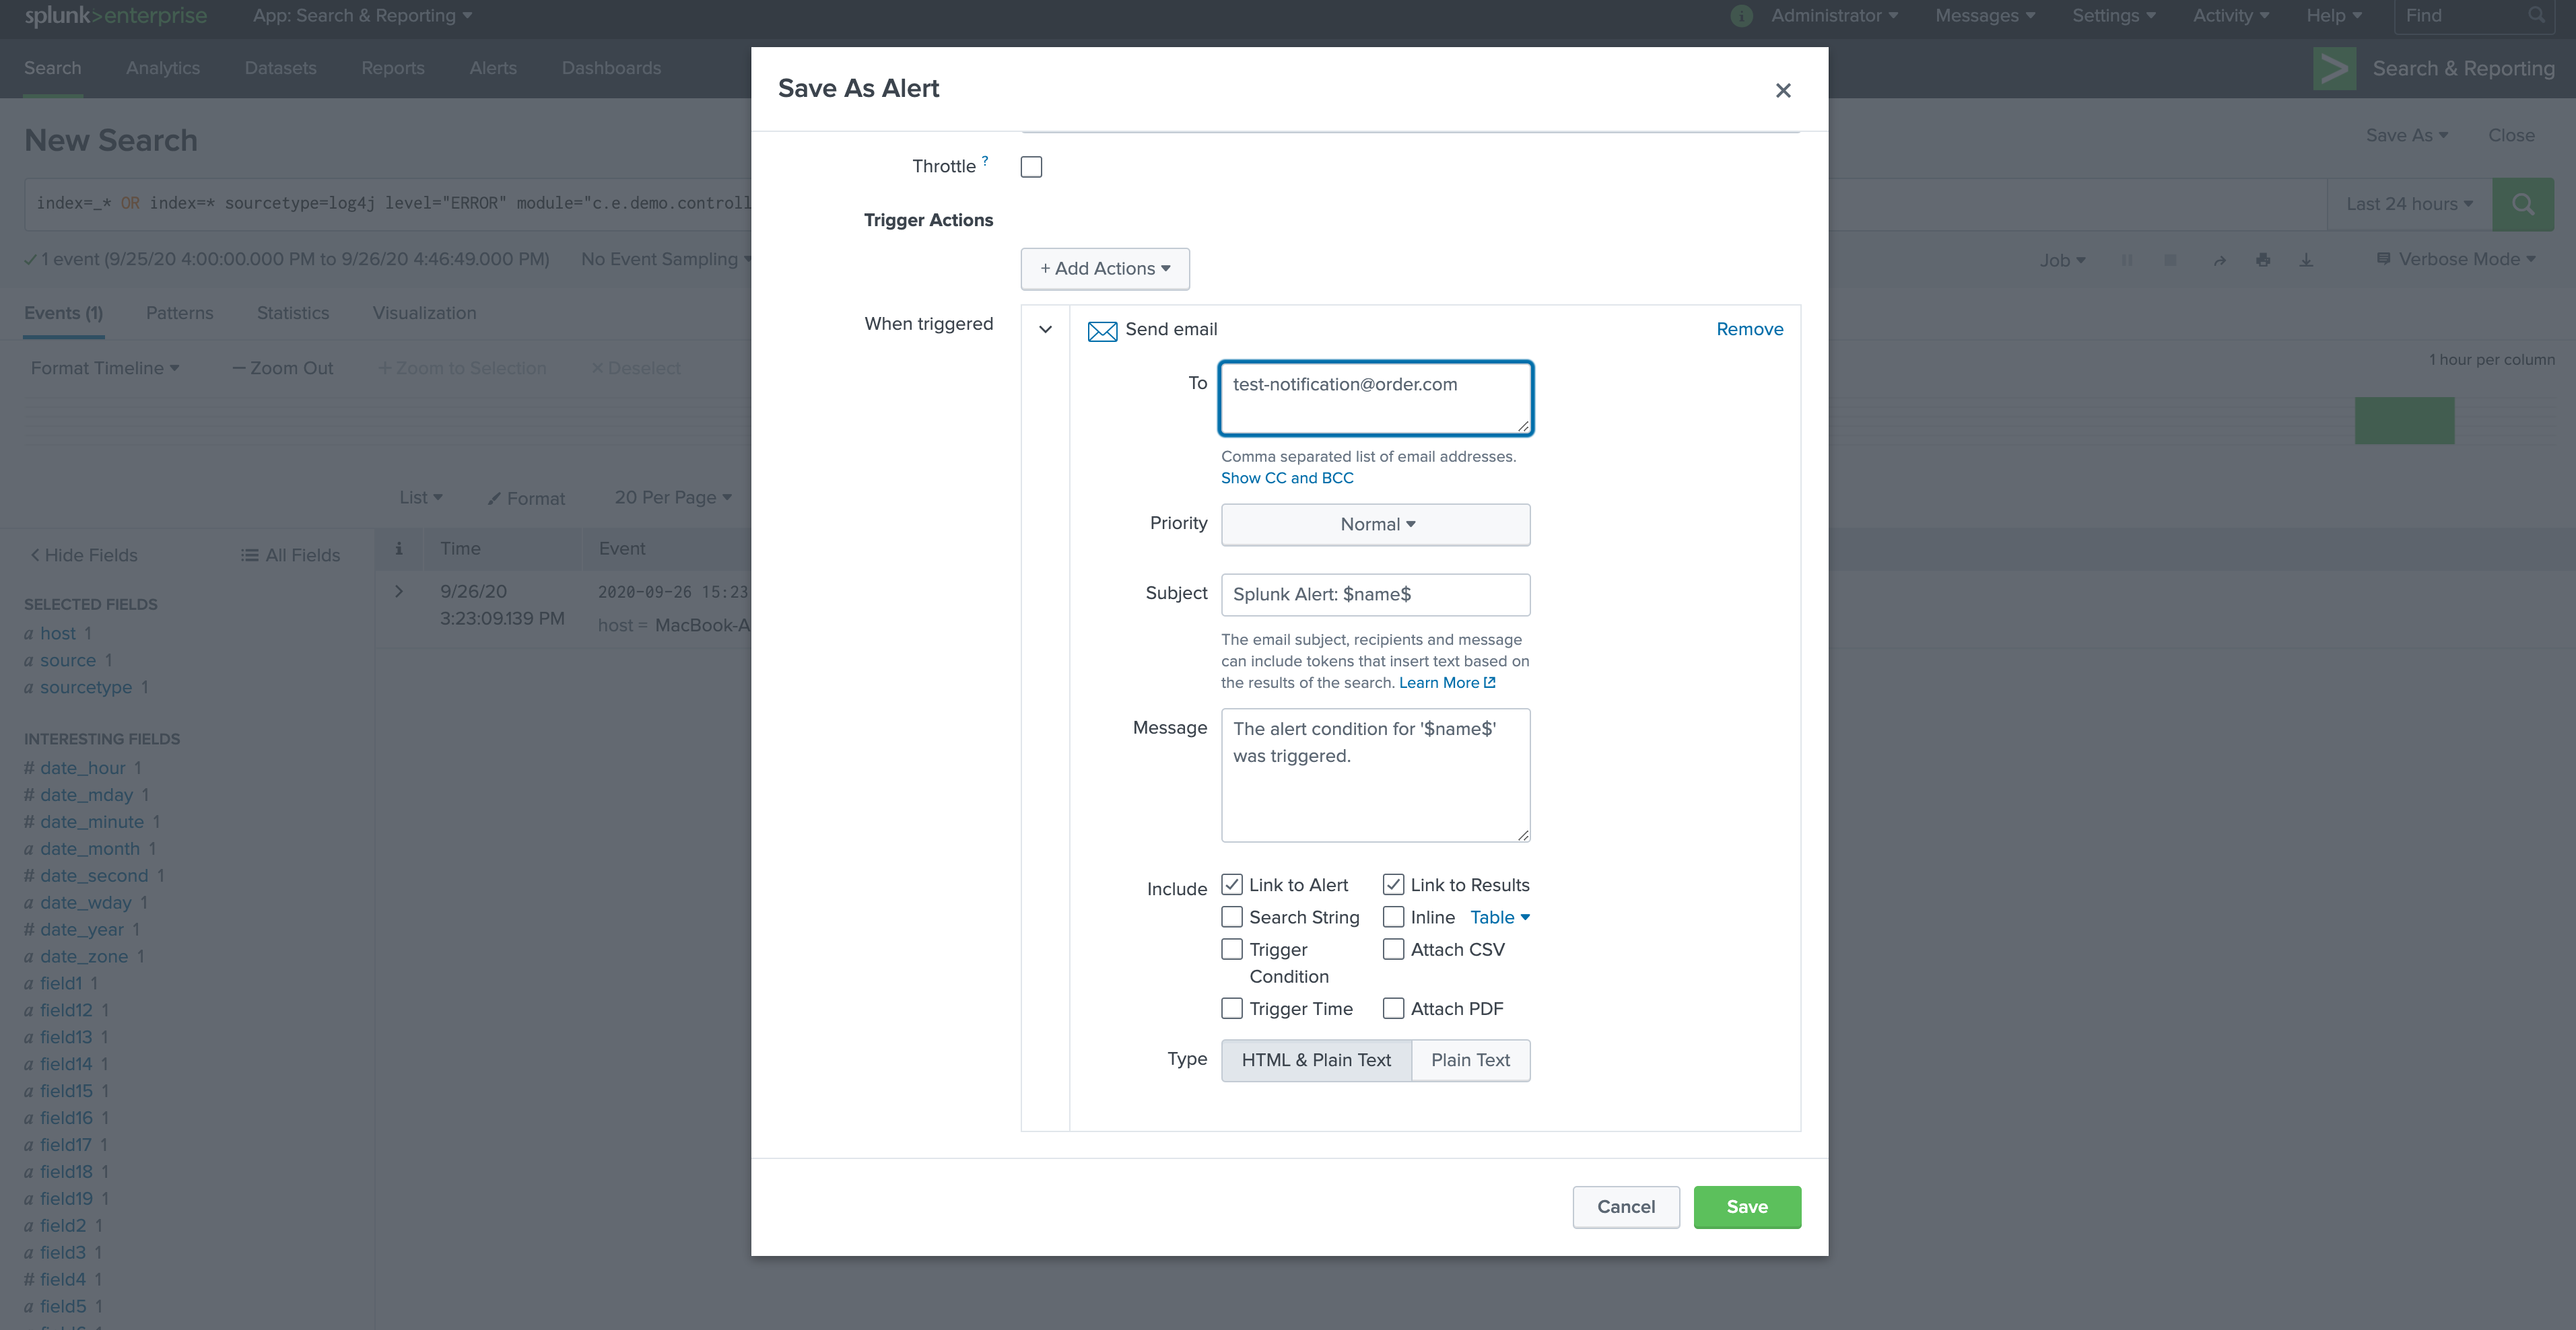 splunk>enterprise App: Search & Reporting
i Administrator Messages Settings Activity Help Find
Search Analytics Datasets Reports Alerts Dashboards
Search & Reporting
New Search
Save As Close
index=_* OR index=* sourcetype=log4j level="ERROR" module="c.e.demo.controll
Last 24 hours
1 event (9/25/20 4:00:00.000 PM to 9/26/20 4:46:49.000 PM) No Event Sampling
Job Verbose Mode
Events (1) Patterns Statistics Visualization
Format Timeline — Zoom Out + Zoom to Selection × Deselect
1 hour per column
List Format 20 Per Page
Hide Fields All Fields
i Time Event
9/26/20
3:23:09.139 PM
2020-09-26 15:23
host = MacBook-A
SELECTED FIELDS
a host 1
a source 1
a sourcetype 1
INTERESTING FIELDS
# date_hour 1
# date_mday 1
# date_minute 1
a date_month 1
# date_second 1
a date_wday 1
# date_year 1
a date_zone 1
a field1 1
a field12 1
a field13 1
a field14 1
a field15 1
a field16 1
a field17 1
a field18 1
a field19 1
a field2 1
a field3 1
# field4 1
a field5 1
Save As Alert
Throttle ?
Trigger Actions
+ Add Actions
When triggered
Send email
Remove
To test-notification@order.com
Comma separated list of email addresses.
Show CC and BCC
Priority Normal
Subject Splunk Alert: $name$
The email subject, recipients and message
can include tokens that insert text based on
the results of the search. Learn More
Message The alert condition for '$name$'
was triggered.
Include Link to Alert Link to Results
Search String Inline Table
Trigger Attach CSV
Condition
Trigger Time Attach PDF
Type HTML & Plain Text Plain Text
Cancel Save